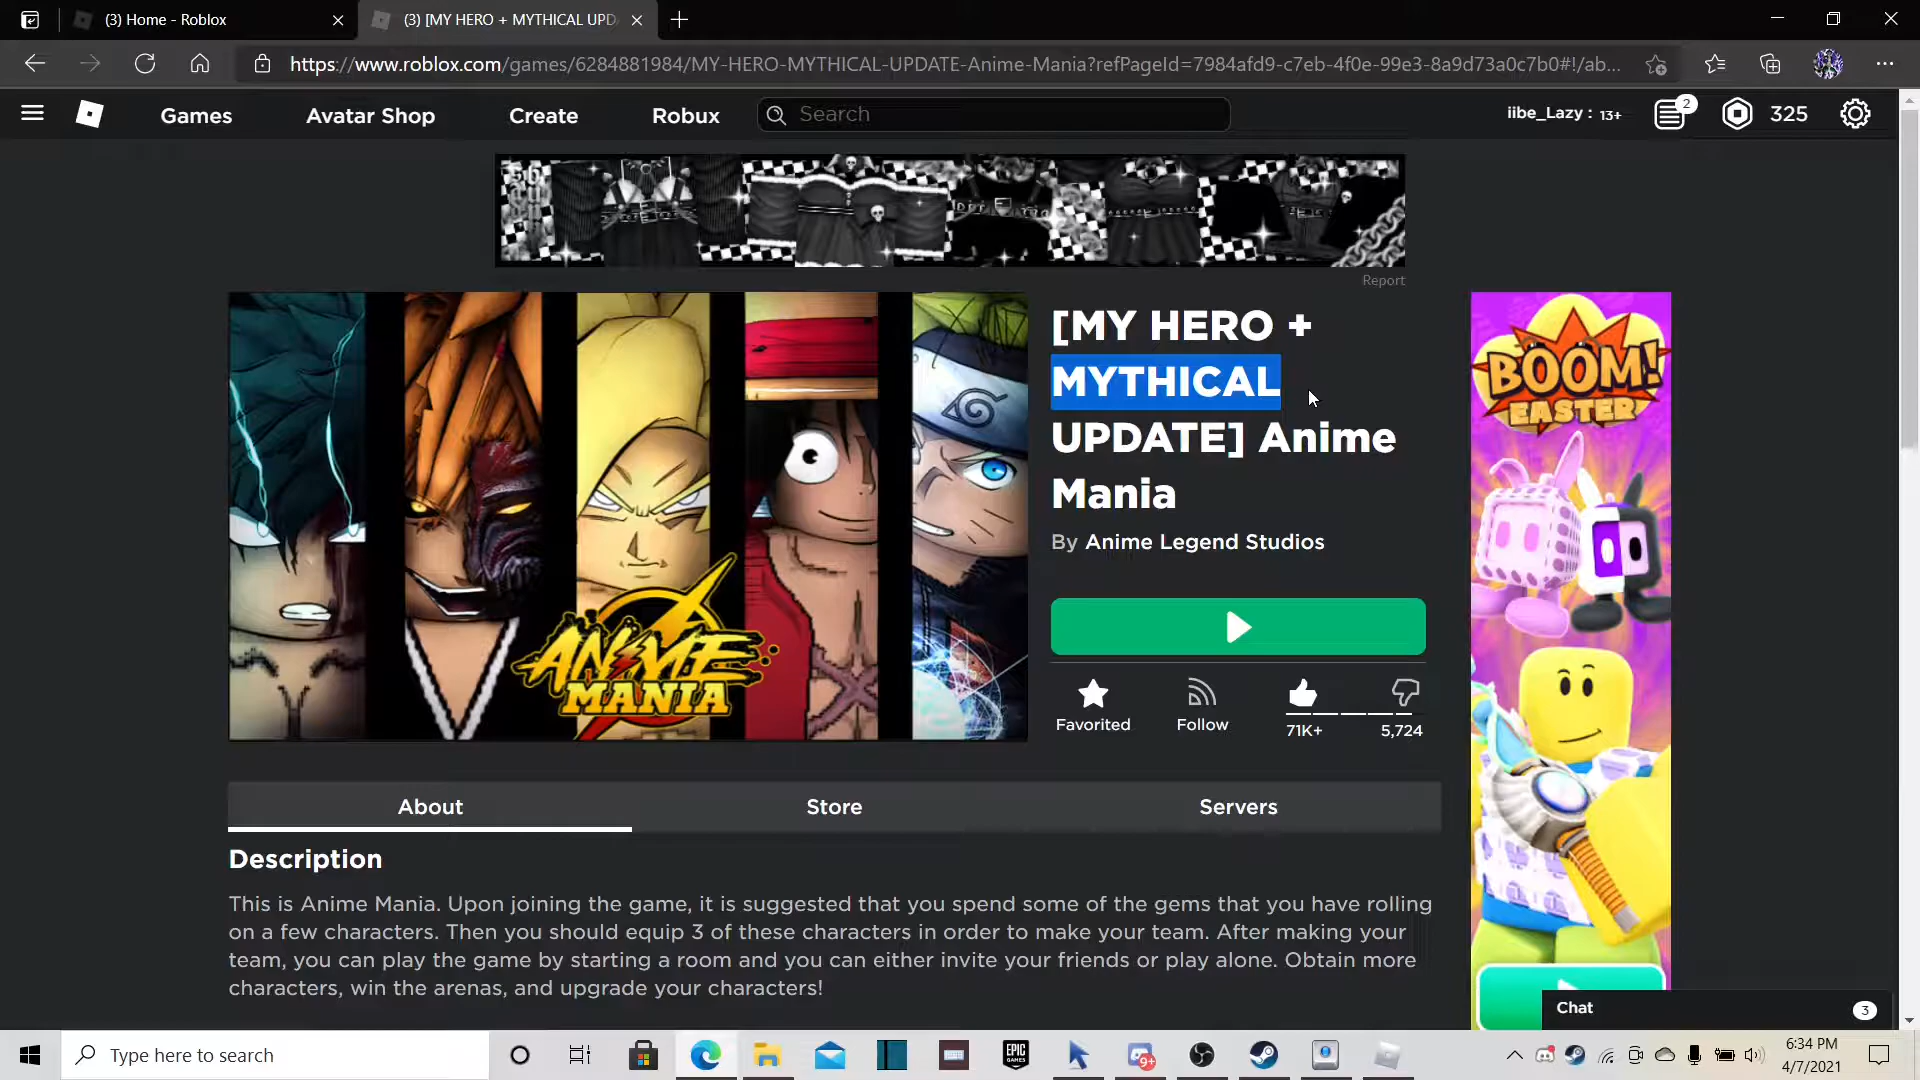 (3) Home - Roblox
(3) [MY HERO + MYTHICAL UPD
https://www.roblox.com/games/6284881984/MY-HERO-MYTHICAL-UPDATE-Anime-Mania?refPageId=7984afd9-c7eb-4f0e-99e3-8a9d73a0c7b0#!/ab...
Games
Avatar Shop
Create
Robux
Search
iibe_Lazy : 13+
2
325
Report
[MY HERO +
MYTHICAL
UPDATE] Anime
Mania
By Anime Legend Studios
ANIME
MANIA
BOOM!
EASTER
Favorited
Follow
71K+
5,724
About
Store
Servers
Description
This is Anime Mania. Upon joining the game, it is suggested that you spend some of the gems that you have rolling
on a few characters. Then you should equip 3 of these characters in order to make your team. After making your
team, you can play the game by starting a room and you can either invite your friends or play alone. Obtain more
characters, win the arenas, and upgrade your characters!
Chat
3
Type here to search
EPIC
GAMES
9+
6:34 PM
4/7/2021